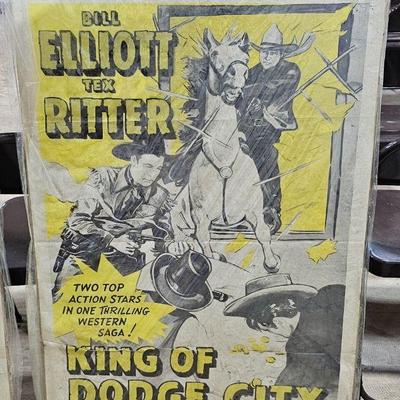 BILL
ELLIOTT
TEX
RITTER
TWO TOP
ACTION STARS
IN ONE THRILLING
WESTERN
SAGA!
KING OF
DODGE CITY